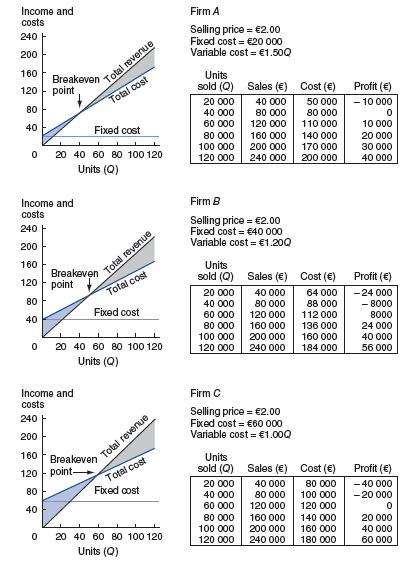 Income and
costs
240
200
160
120
80
40
0
20 40 60 80 100 120
Units (Q)
Breakeven
point
Total revenue
Total cost
Fixed cost
Firm A
Selling price = €2.00
Fixed cost = €20 000
Variable cost = €1.50Q
Units
sold (Q) Sales (€) Cost (€) Profit (€)
20 000 40 000 50 000 – 10 000
40 000 80 000 80 000 0
60 000 120 000 110 000 10 000
80 000 160 000 140 000 20 000
100 000 200 000 170 000 30 000
120 000 240 000 200 000 40 000
Income and
costs
240
200
160
120
80
40
0
20 40 60 80 100 120
Units (Q)
Breakeven
point
Total revenue
Total cost
Fixed cost
Firm B
Selling price = €2.00
Fixed cost = €40 000
Variable cost = €1.20Q
Units
sold (Q) Sales (€) Cost (€) Profit (€)
20 000 40 000 64 000 – 24 000
40 000 80 000 88 000 – 8000
60 000 120 000 112 000 8000
80 000 160 000 136 000 24 000
100 000 200 000 160 000 40 000
120 000 240 000 184 000 56 000
Income and
costs
240
200
160
120
80
40
0
20 40 60 80 100 120
Units (Q)
Breakeven
point
Total revenue
Total cost
Fixed cost
Firm C
Selling price = €2.00
Fixed cost = €60 000
Variable cost = €1.00Q
Units
sold (Q) Sales (€) Cost (€) Profit (€)
20 000 40 000 80 000 – 40 000
40 000 80 000 100 000 – 20 000
60 000 120 000 120 000 0
80 000 160 000 140 000 20 000
100 000 200 000 160 000 40 000
120 000 240 000 180 000 60 000